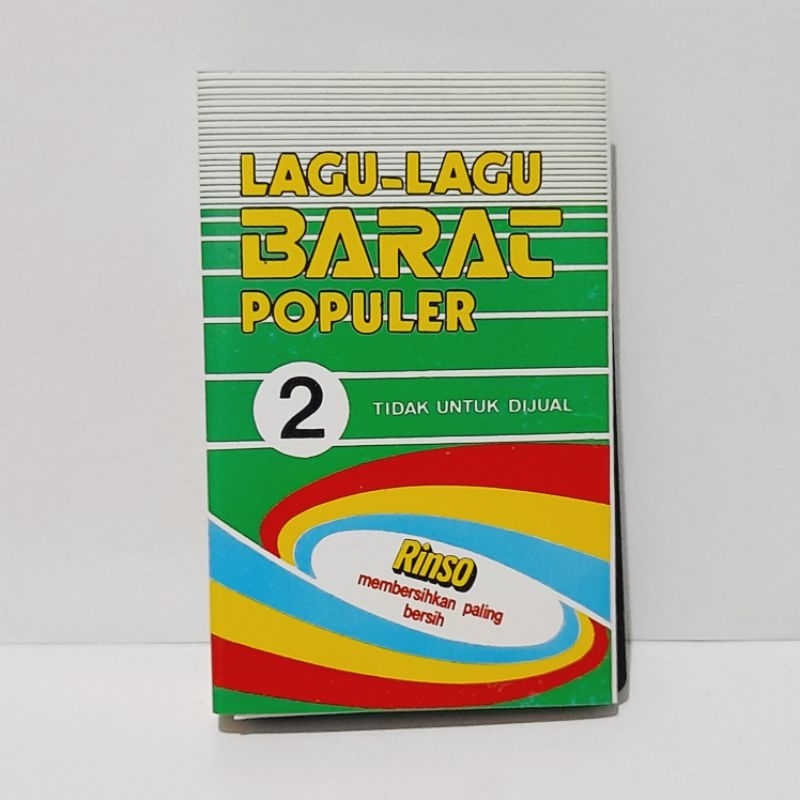 LAGU-LAGU
BARAT
POPULER
2
TIDAK UNTUK DIJUAL
Rinso
membersihkan paling
bersih